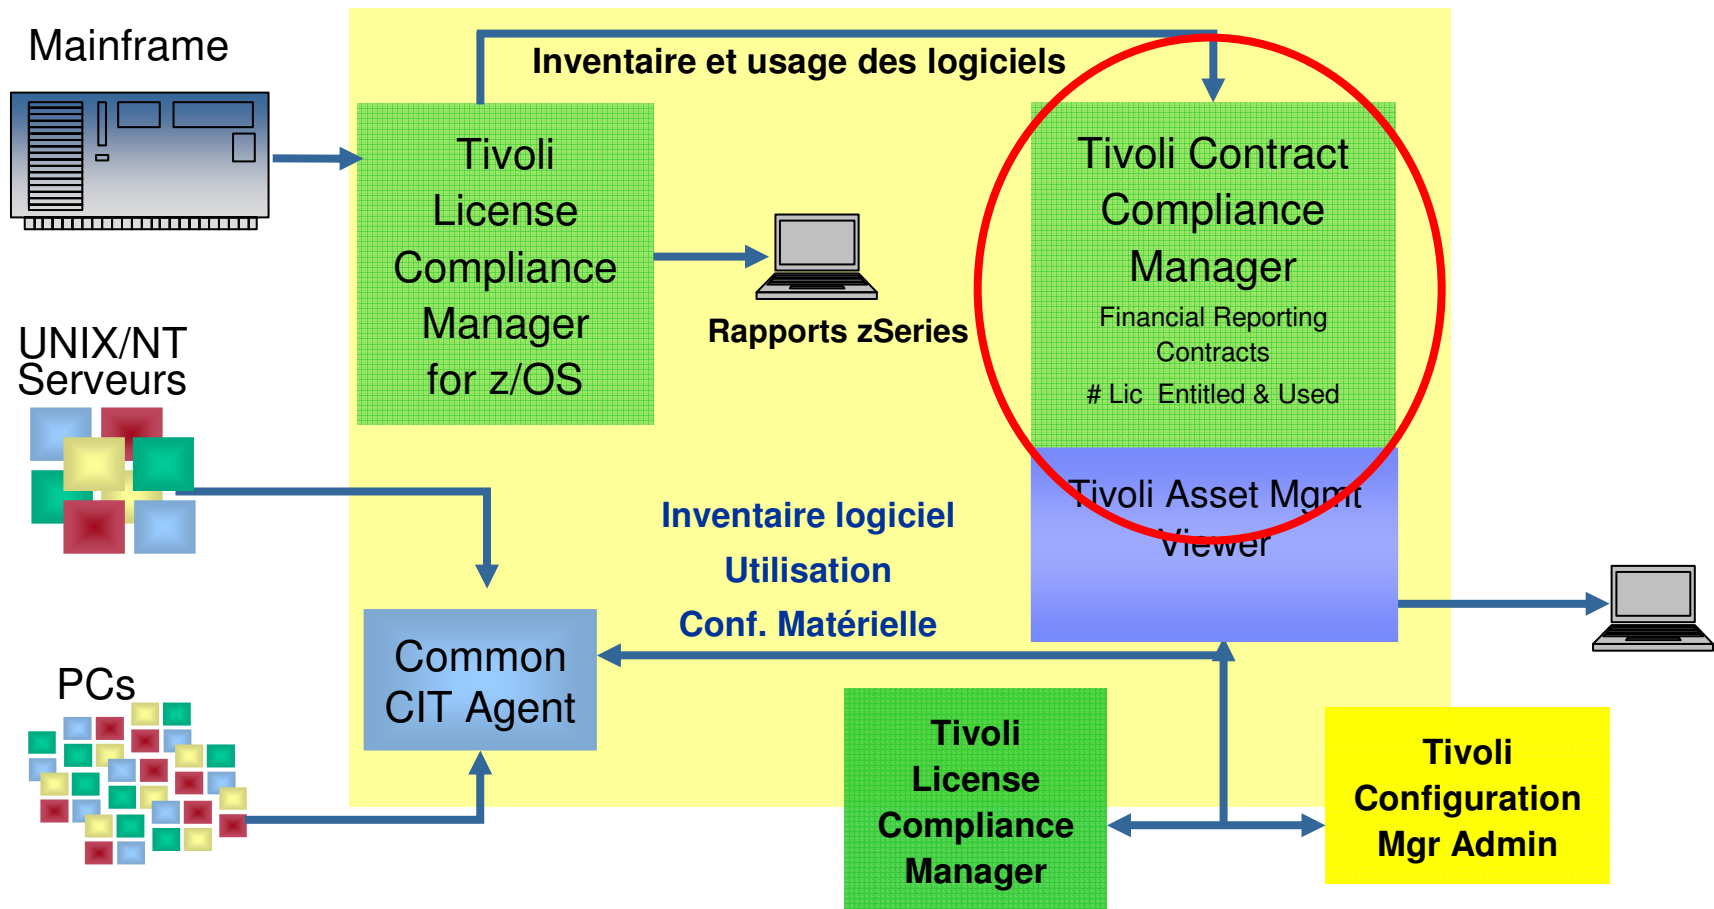 Mainframe
Inventaire et usage des logiciels
Tivoli
License
Compliance
Manager
for z/OS
Rapports zSeries
Tivoli Contract
Compliance
Manager
Financial Reporting
Contracts
# Lic Entitled & Used
Tivoli Asset Mgmt
Viewer
UNIX/NT
Serveurs
Inventaire logiciel
Utilisation
Conf. Matérielle
Common
CIT Agent
PCs
Tivoli
License
Compliance
Manager
Tivoli
Configuration
Mgr Admin